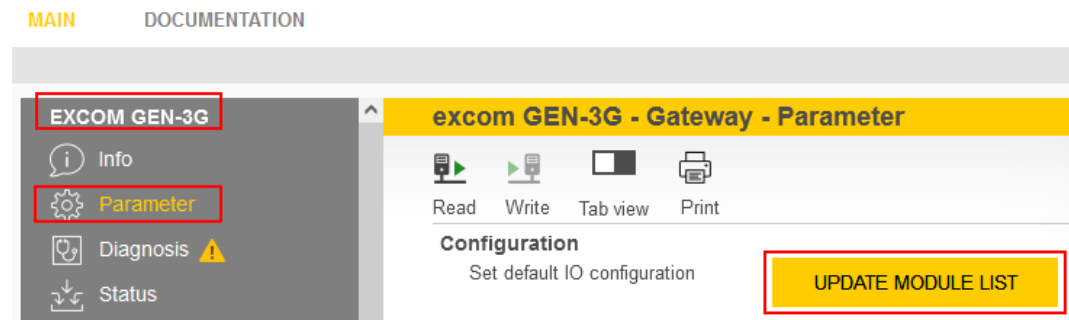 MAIN DOCUMENTATION
EXCOM GEN-3G
Info
Parameter
Diagnosis
Status
excom GEN-3G - Gateway - Parameter
Read Write Tab view Print
Configuration
Set default IO configuration
UPDATE MODULE LIST